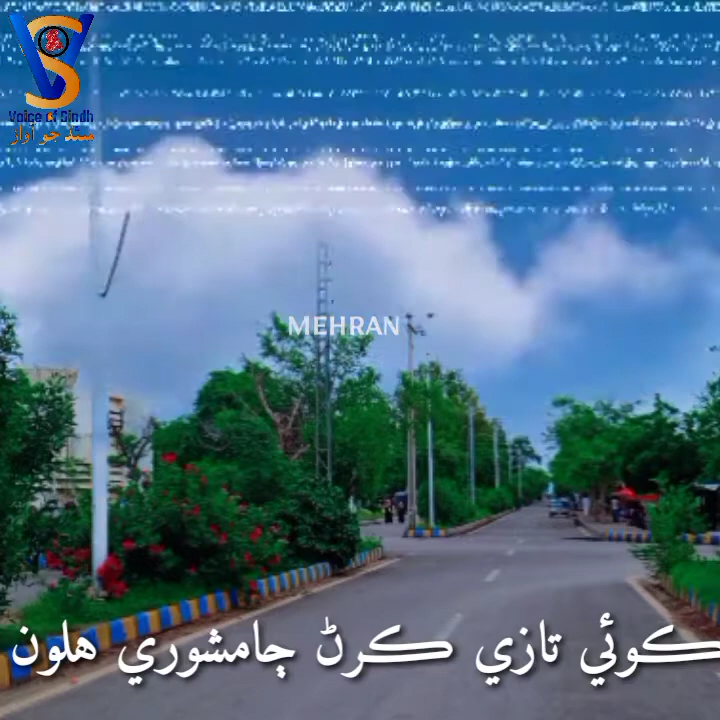 Voice of Sindh
سنڌ جو آواز
MEHRAN
ڪوئي تازي ڪرڻ ڄامشوري هلون